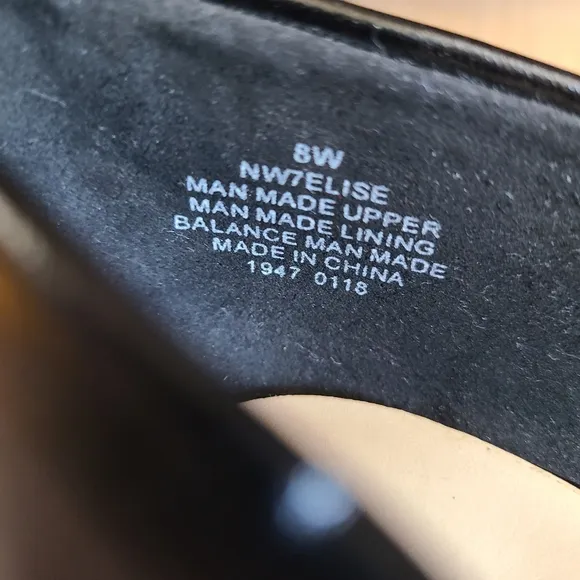 8W
NW7ELISE
MAN MADE UPPER
MAN MADE LINING
BALANCE MAN MADE
MADE IN CHINA
1947 0118